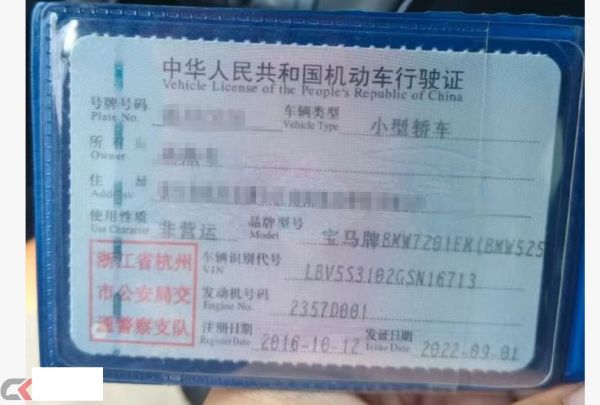 中华人民共和国机动车行驶证
Vehicle License of the People's Republic of China
号牌号码 车辆类型 小型轿车
Plate No. Vehicle Type
所有
Owner
住
Address
使用性质 非营运 品牌型号 宝马牌BMW7201EM(BMW525
Use Character Model
浙江省杭州
市公安局交
通警察支队
车辆识别代号 LBV5S3102GSN16713
VIN
发动机号码 2357D001
Engine No.
注册日期 2016-10-12 发证日期 2022-09-01
Register Date Issue Date